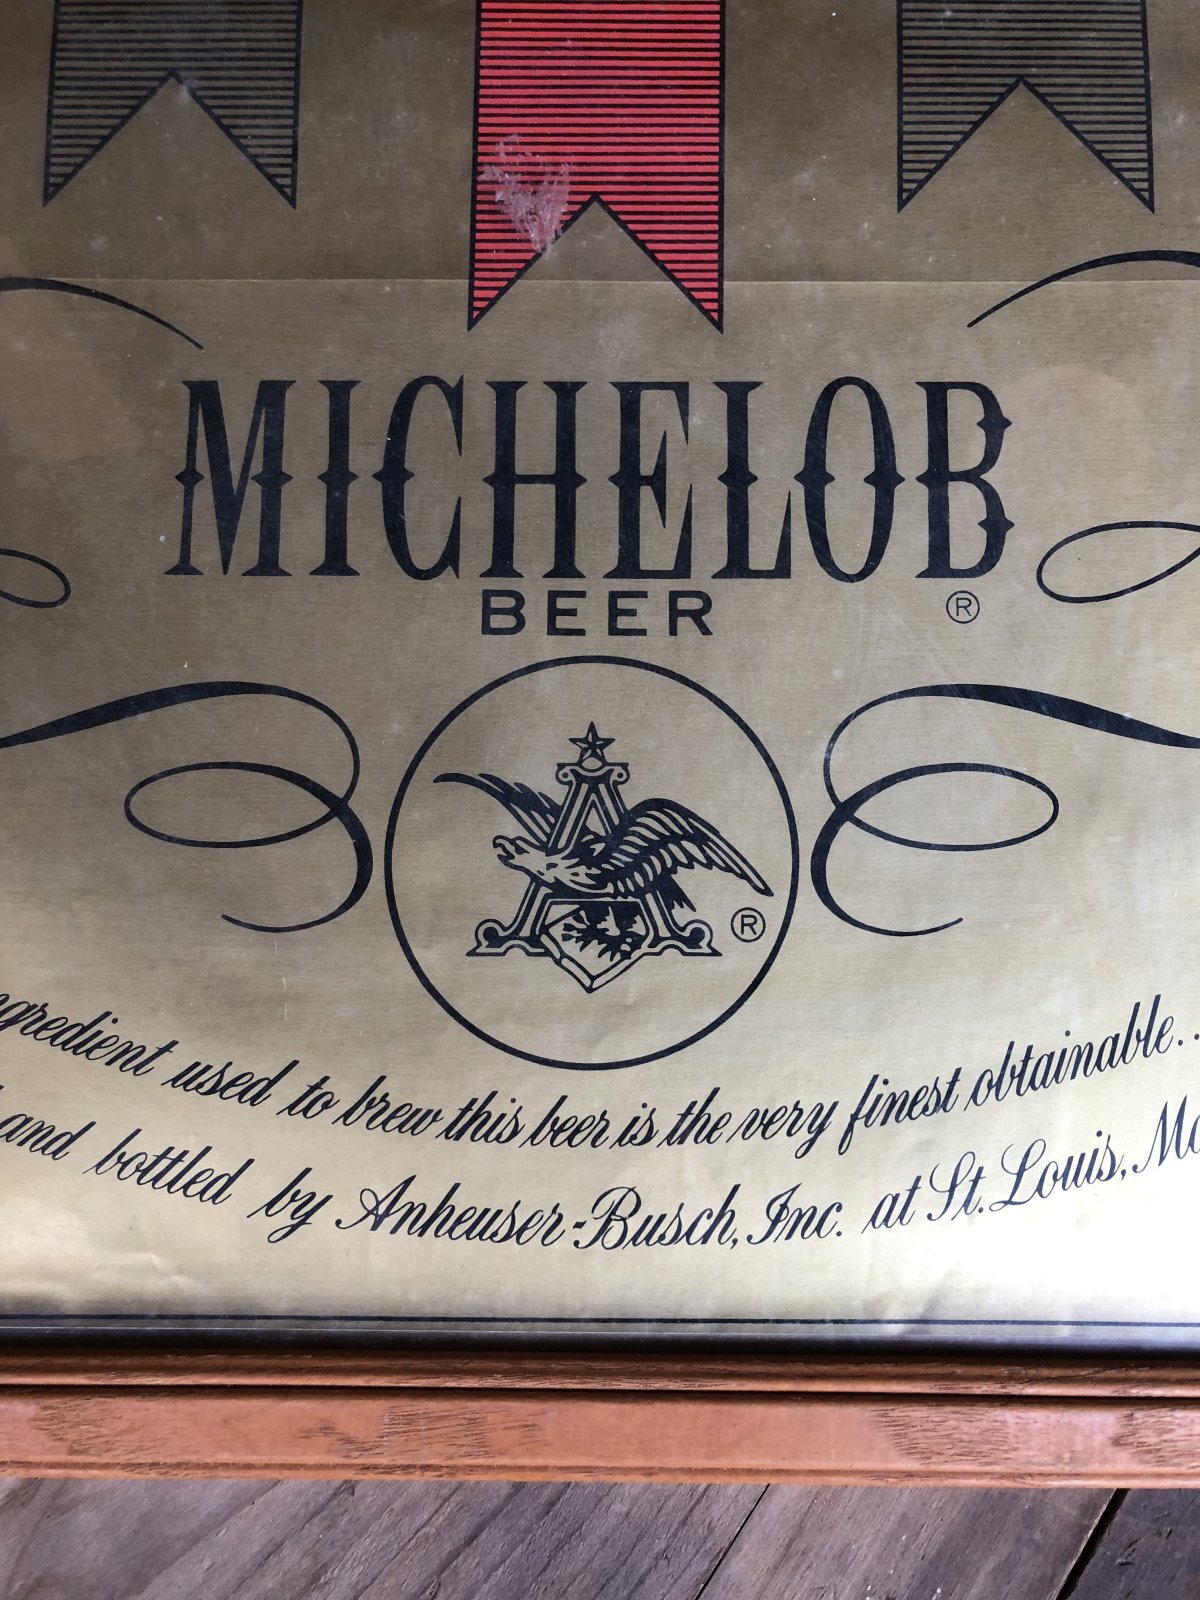 MICHELOB
BEER ®
A
®
ngredient used to brew this beer is the very finest obtainable..
and bottled by Anheuser-Busch, Inc. at St. Louis, Mo